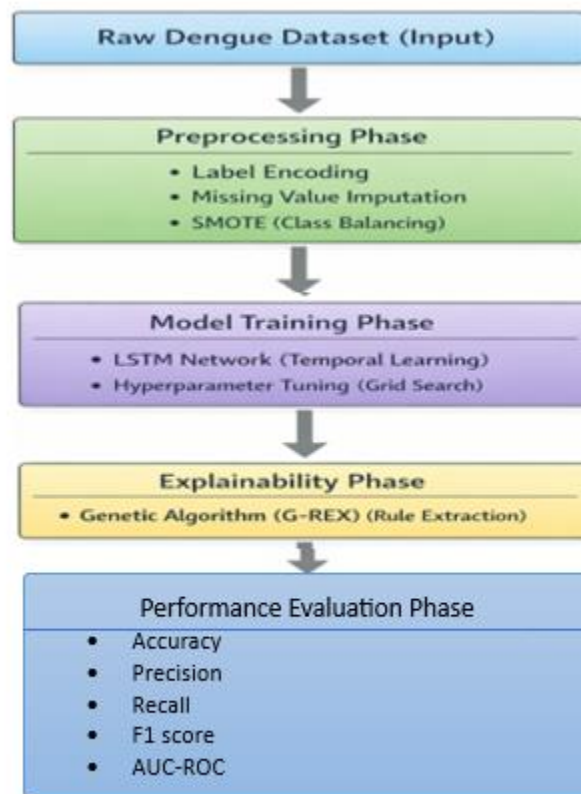 Raw Dengue Dataset (Input)
Preprocessing Phase
• Label Encoding
• Missing Value Imputation
• SMOTE (Class Balancing)
Model Training Phase
• LSTM Network (Temporal Learning)
• Hyperparameter Tuning (Grid Search)
Explainability Phase
• Genetic Algorithm (G-REX) (Rule Extraction)
Performance Evaluation Phase
• Accuracy
• Precision
• Recall
• F1 score
• AUC-ROC